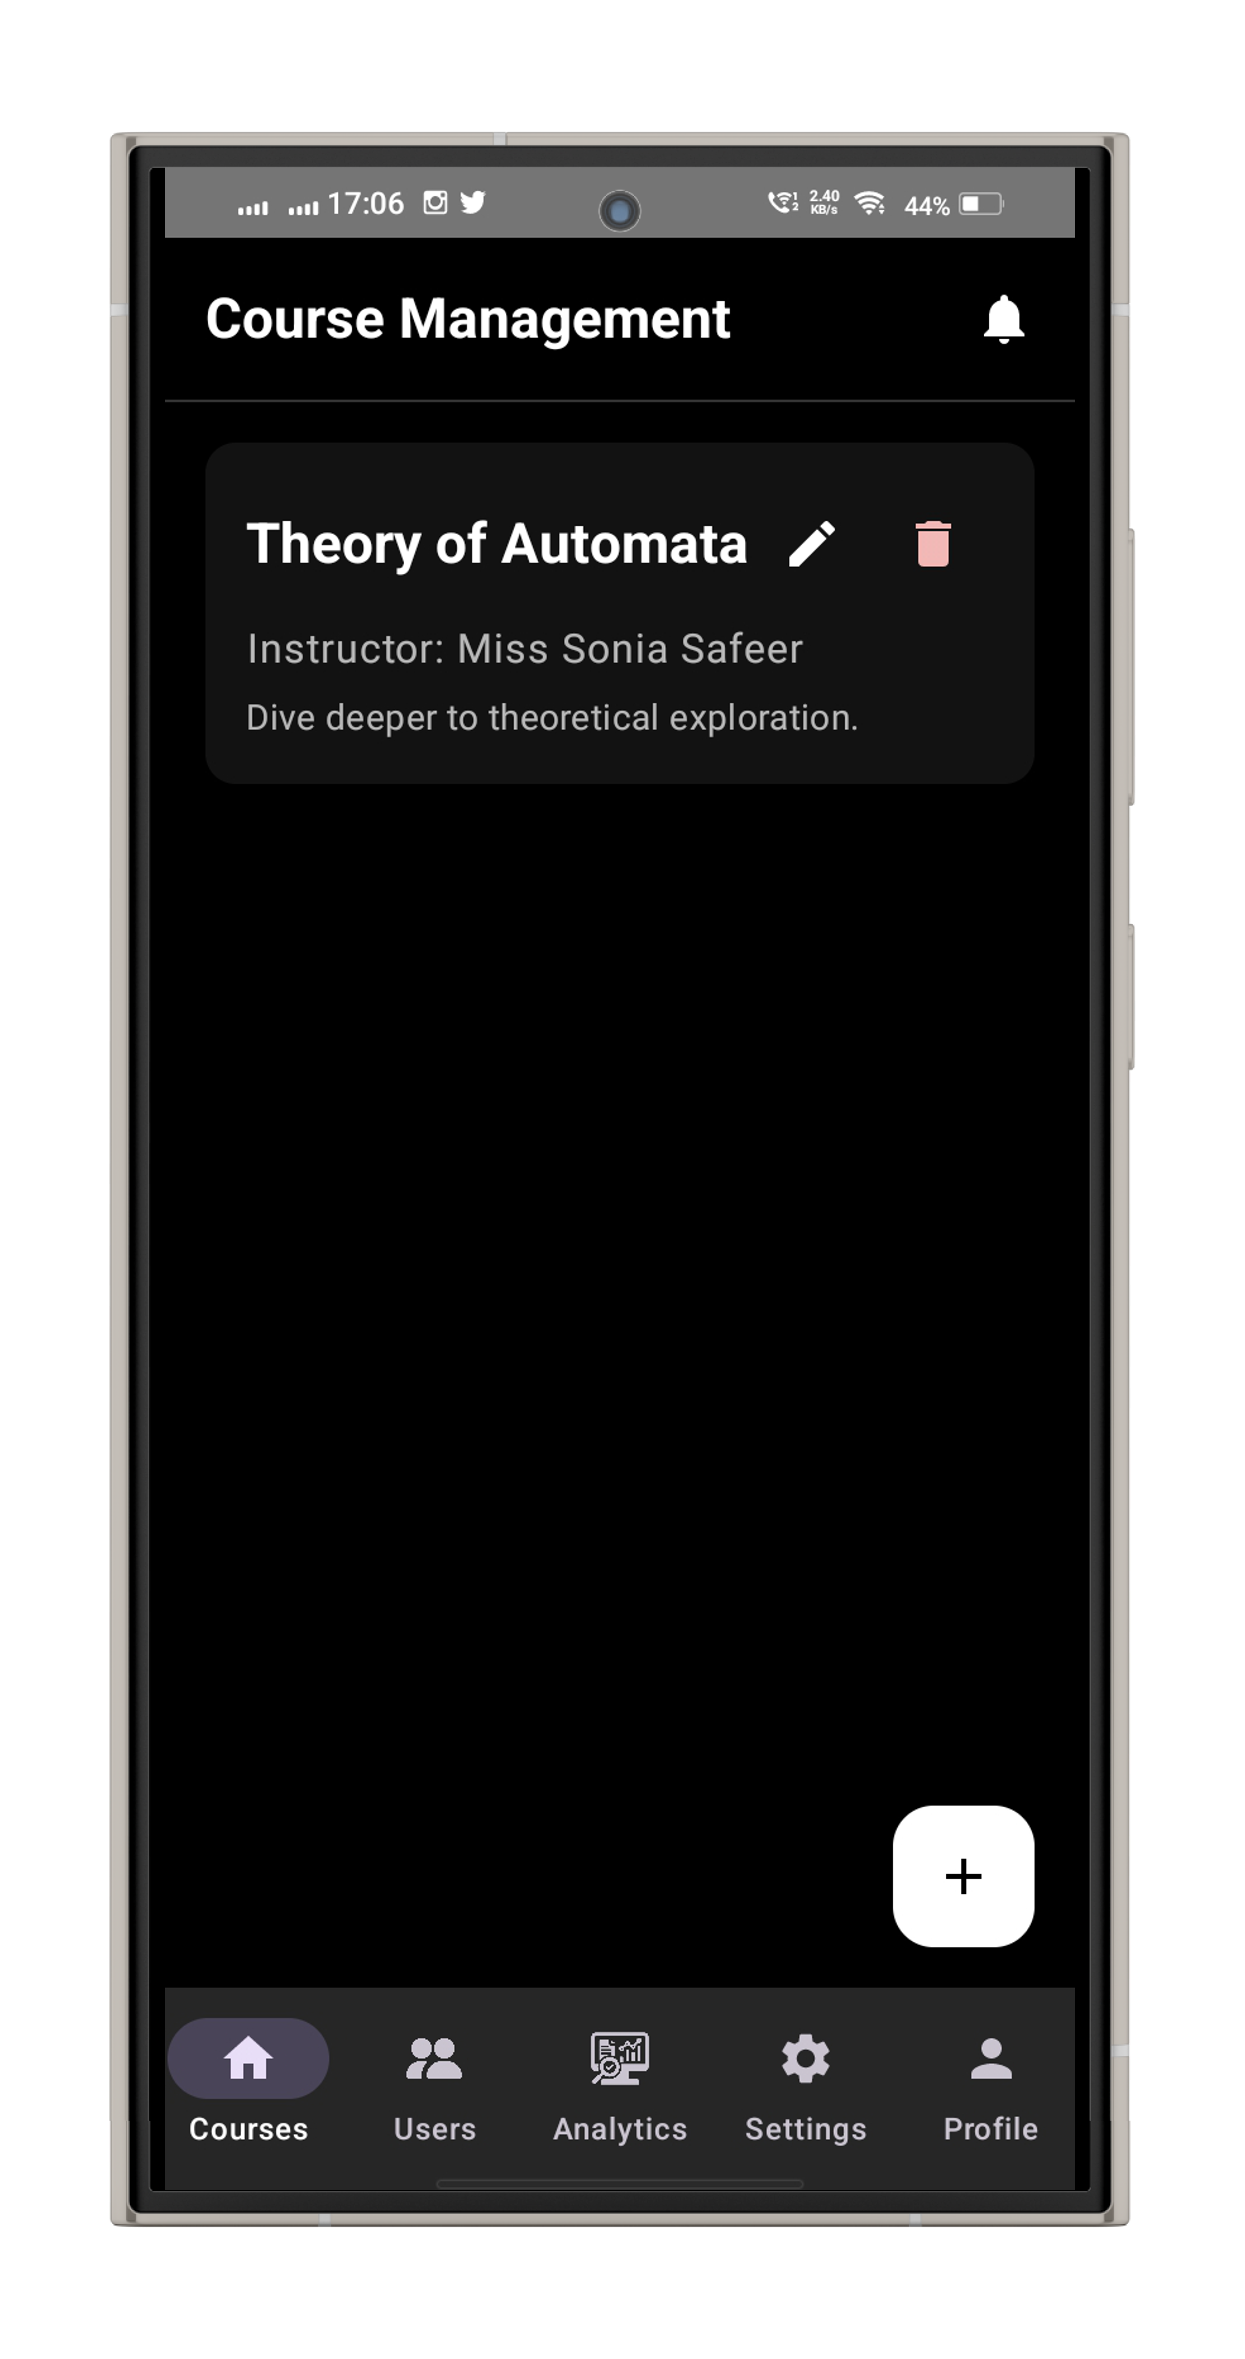 17:06 2.40 KB/s 44%
Course Management
Theory of Automata
Instructor: Miss Sonia Safeer
Dive deeper to theoretical exploration.
+
Courses Users Analytics Settings Profile